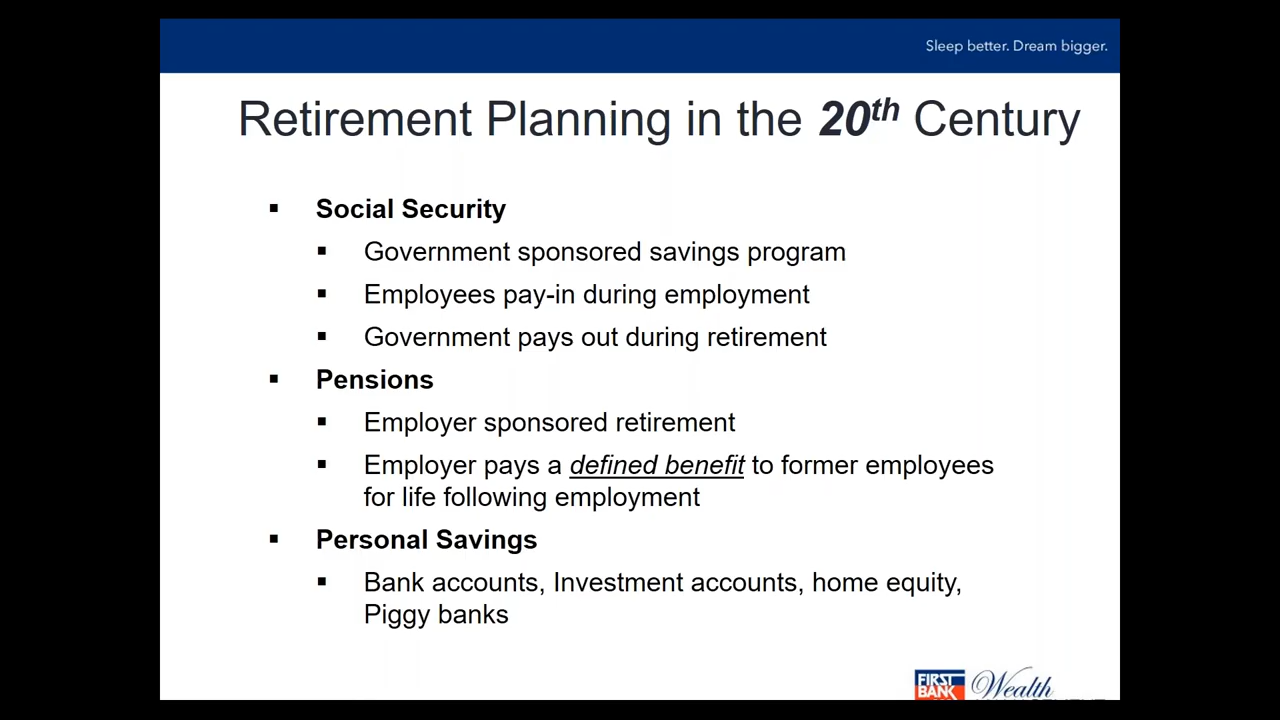 Sleep better. Dream bigger.
Retirement Planning in the 20th Century
▪ Social Security
▪ Government sponsored savings program
▪ Employees pay-in during employment
▪ Government pays out during retirement
▪ Pensions
▪ Employer sponsored retirement
▪ Employer pays a defined benefit to former employees
for life following employment
▪ Personal Savings
▪ Bank accounts, Investment accounts, home equity,
Piggy banks
FIRST
BANK
Wealth